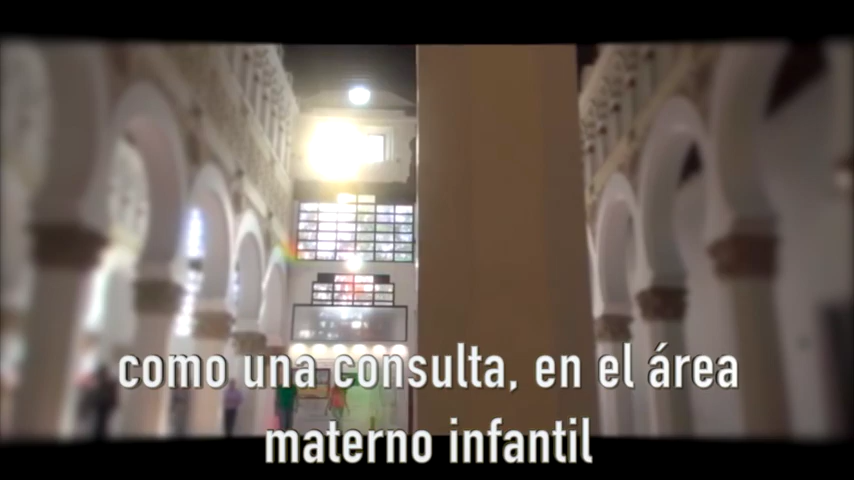 como una consulta, en el área
materno infantil